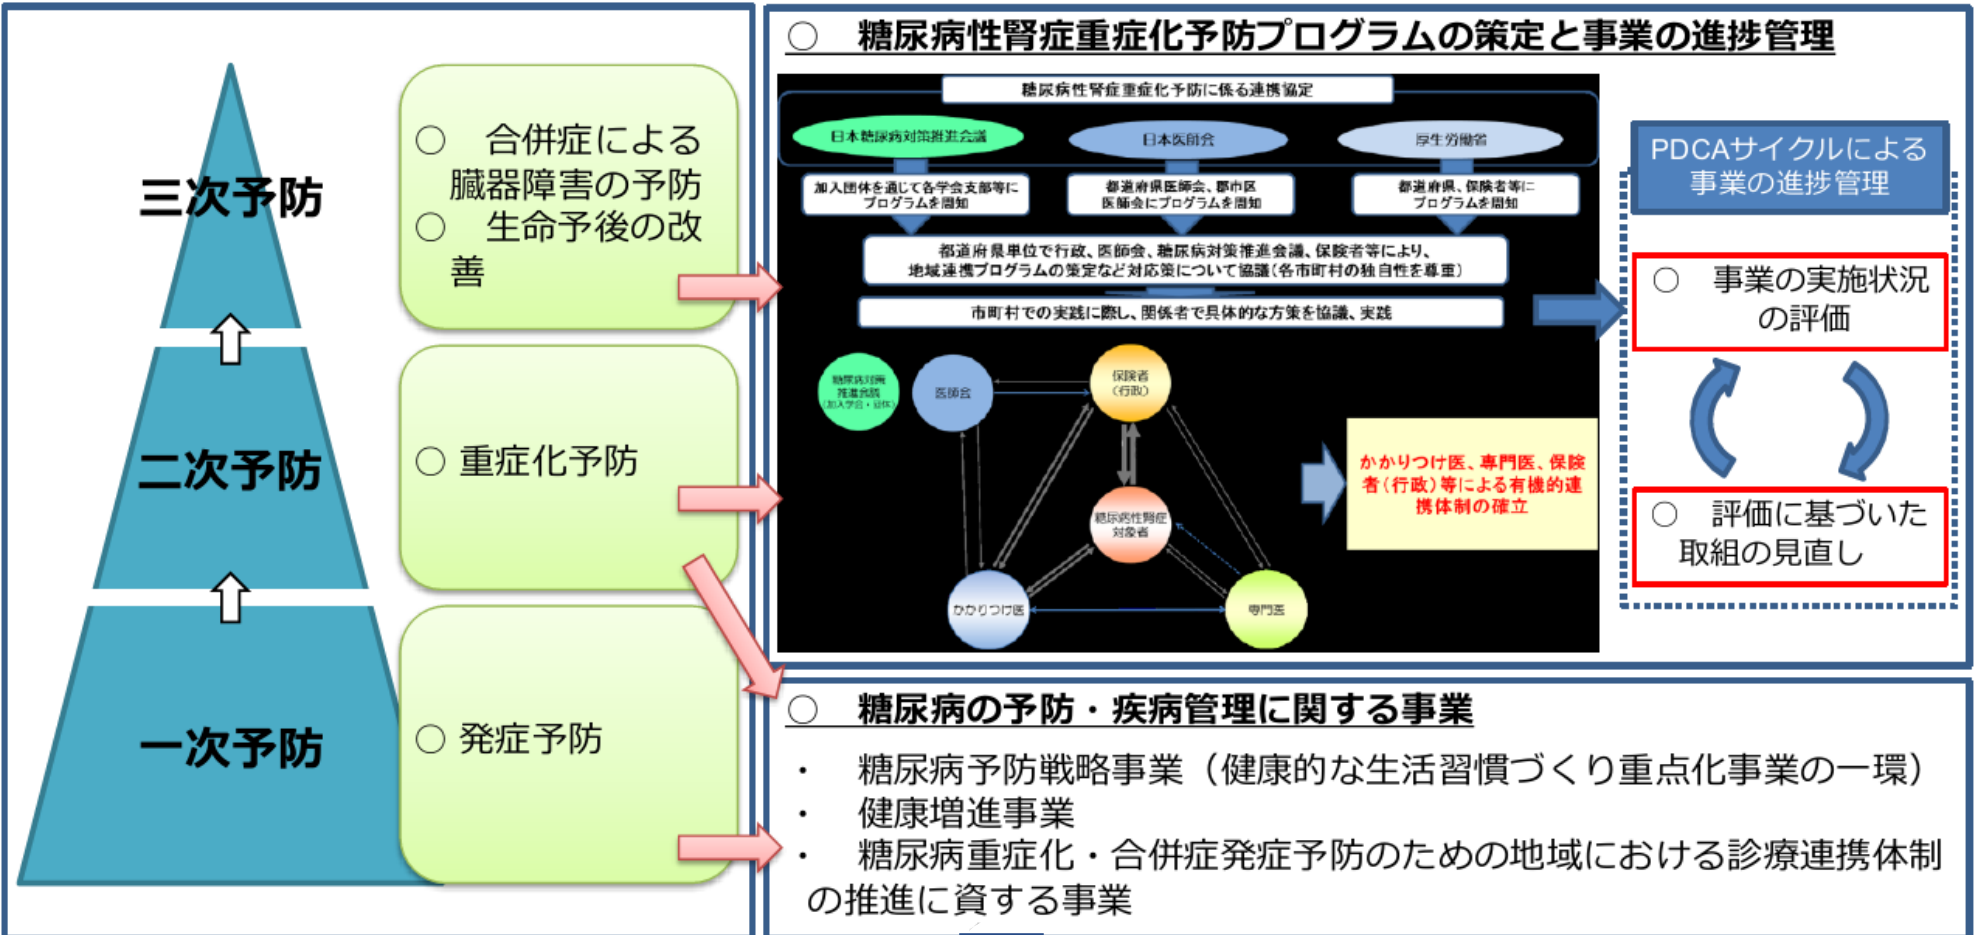 三次予防
○　合併症による
臓器障害の予防
○　生命予後の改
善
二次予防
○ 重症化予防
一次予防
○ 発症予防
○　糖尿病性腎症重症化予防プログラムの策定と事業の進捗管理
糖尿病性腎症重症化予防に係る連携協定
日本糖尿病対策推進会議
日本医師会
厚生労働省
加入団体を通じて各学会支部等に
プログラムを周知
都道府県医師会、郡市区
医師会にプログラムを周知
都道府県、保険者等に
プログラムを周知
都道府県単位で行政、医師会、糖尿病対策推進会議、保険者等により、
地域連携プログラムの策定など対応策について協議(各市町村の独自性を尊重)
市町村での実践に際し、関係者で具体的な方策を協議、実践
糖尿病対策
推進会議
(加入学会・団体)
医師会
保険者
(行政)
糖尿病性腎症
対象者
かかりつけ医
専門医
かかりつけ医、専門医、保険
者(行政)等による有機的連
携体制の確立
PDCAサイクルによる
事業の進捗管理
○　事業の実施状況
の評価
○　評価に基づいた
取組の見直し
○　糖尿病の予防・疾病管理に関する事業
・　糖尿病予防戦略事業（健康的な生活習慣づくり重点化事業の一環）
・　健康増進事業
・　糖尿病重症化・合併症発症予防のための地域における診療連携体制
の推進に資する事業